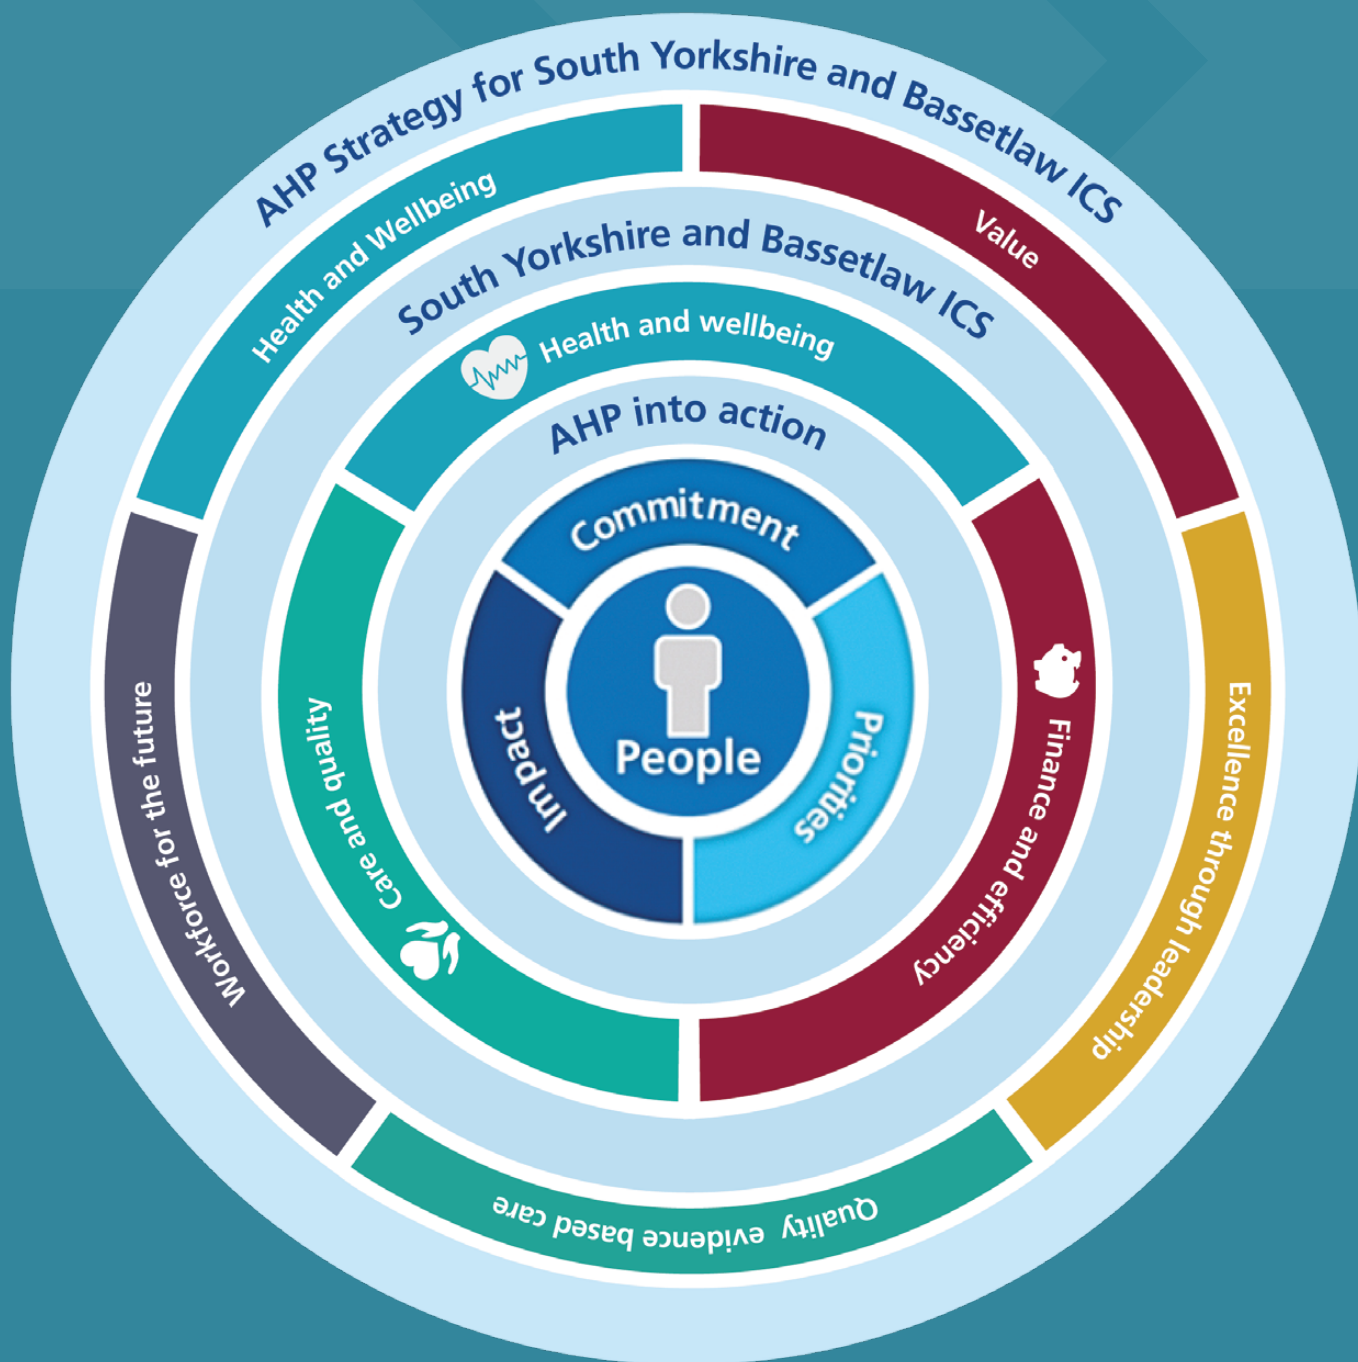 AHP Strategy for South Yorkshire and Bassetlaw ICS
Health and Wellbeing
Value
Excellence through leadership
Quality evidence based care
Workforce for the future
South Yorkshire and Bassetlaw ICS
Health and wellbeing
Finance and efficiency
Care and quality
AHP into action
Commitment
Priorities
Impact
People